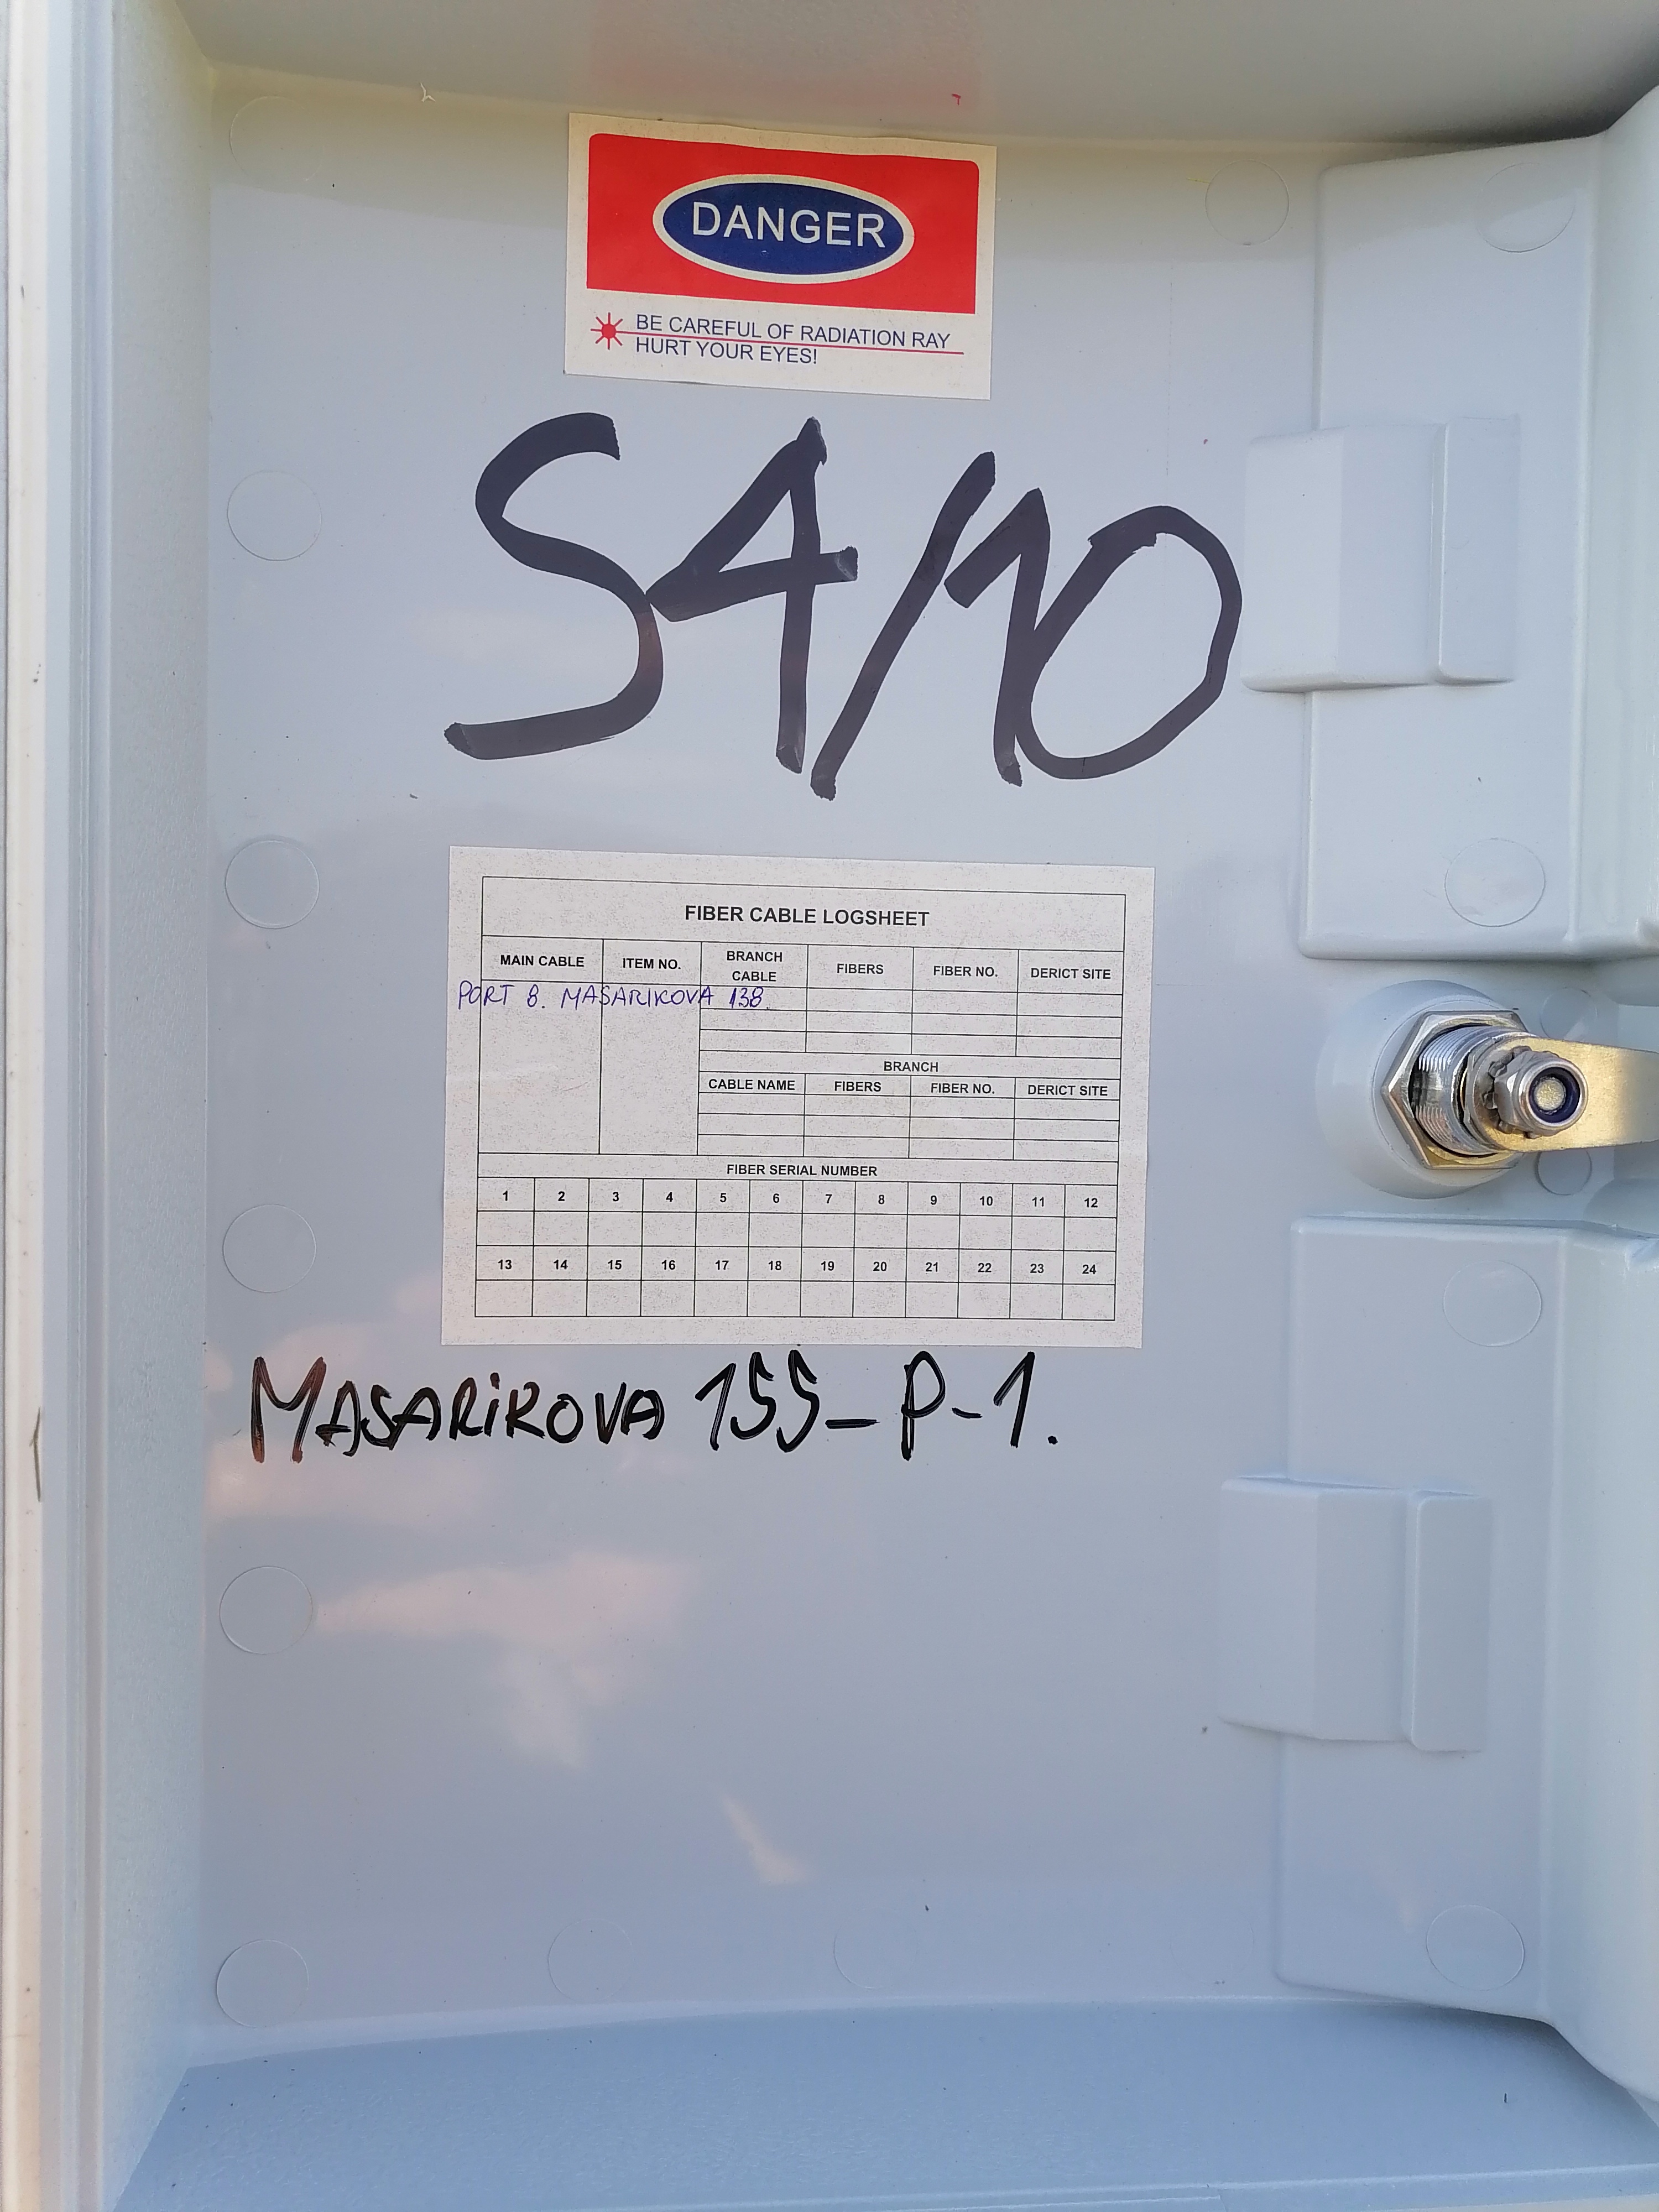 DANGER
BE CAREFUL OF RADIATION RAY
HURT YOUR EYES!
S4/10
FIBER CABLE LOGSHEET
MAIN CABLE ITEM NO. BRANCH CABLE FIBERS FIBER NO. DERICT SITE
PORT 8. MASARIKOVA 138.
BRANCH
CABLE NAME FIBERS FIBER NO. DERICT SITE
FIBER SERIAL NUMBER
1 2 3 4 5 6 7 8 9 10 11 12
13 14 15 16 17 18 19 20 21 22 23 24
MASARiKOVA 155_P-1.